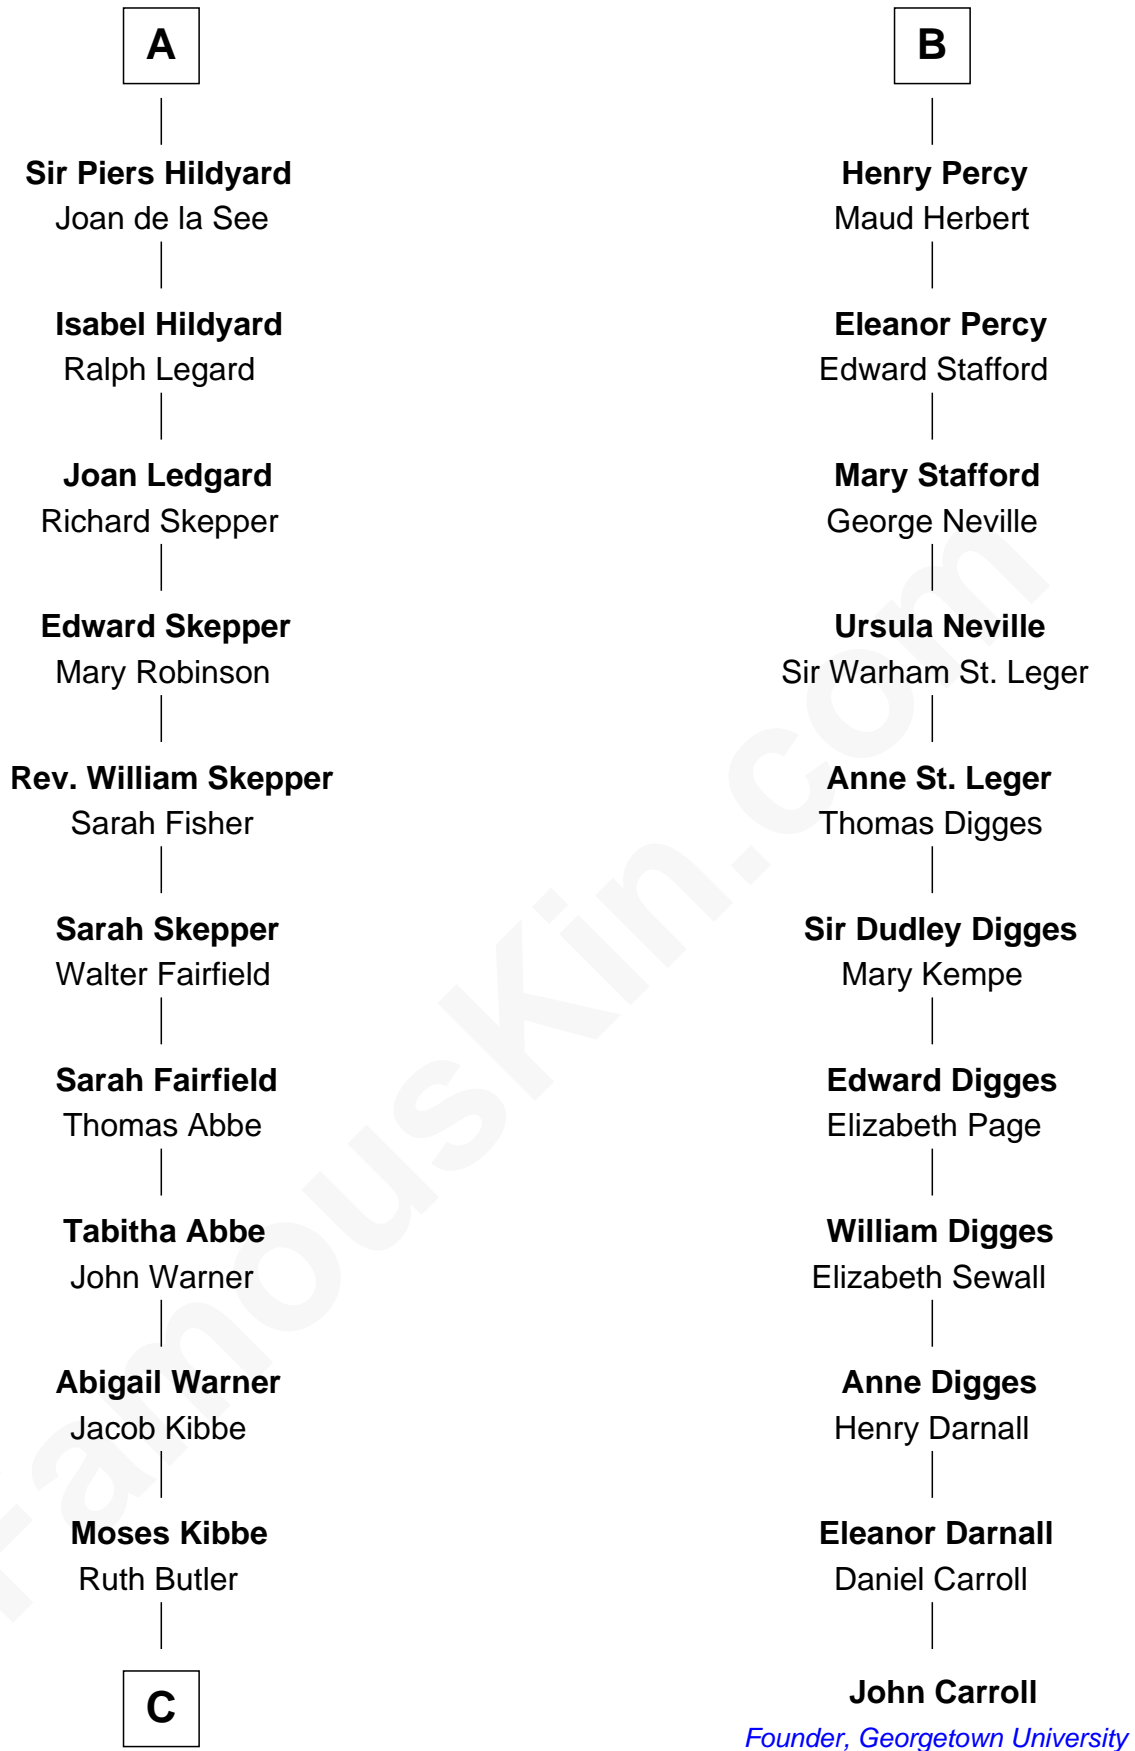 A
Sir Piers Hildyard
Joan de la See
Isabel Hildyard
Ralph Legard
Joan Ledgard
Richard Skepper
Edward Skepper
Mary Robinson
Rev. William Skepper
Sarah Fisher
Sarah Skepper
Walter Fairfield
Sarah Fairfield
Thomas Abbe
Tabitha Abbe
John Warner
Abigail Warner
Jacob Kibbe
Moses Kibbe
Ruth Butler
C
B
Henry Percy
Maud Herbert
Eleanor Percy
Edward Stafford
Mary Stafford
George Neville
Ursula Neville
Sir Warham St. Leger
Anne St. Leger
Thomas Digges
Sir Dudley Digges
Mary Kempe
Edward Digges
Elizabeth Page
William Digges
Elizabeth Sewall
Anne Digges
Henry Darnall
Eleanor Darnall
Daniel Carroll
John Carroll
Founder, Georgetown University
FamousKin.com